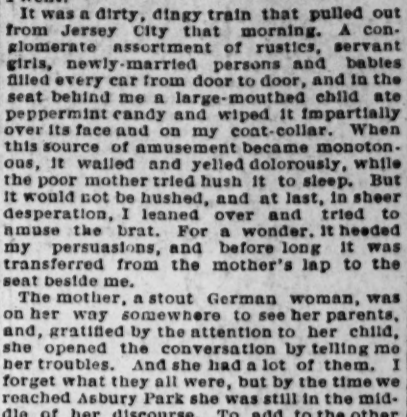 It was a dirty, dingy train that pulled out
from Jersey City that morning. A con-
glomerate assortment of rustics, servant
girls, newly-married persons and babies
filled every car from door to door, and in the
seat behind me a large-mouthed child ate
peppermint candy and wiped it impartially
over its face and on my coat-collar. When
this source of amusement became monoton-
ous, it wailed and yelled dolorously, while
the poor mother tried hush it to sleep. But
it would not be hushed, and at last, in sheer
desperation, I leaned over and tried to
amuse the brat. For a wonder, it heeded
my persuasions, and before long it was
transferred from the mother's lap to the
seat beside me.
The mother, a stout German woman, was
on her way somewhere to see her parents,
and, gratified by the attention to her child,
she opened the conversation by telling me
her troubles. And she had a lot of them. I
forget what they all were, but by the time we
reached Asbury Park she was still in the mid-
dle of her discourse. To add to the other